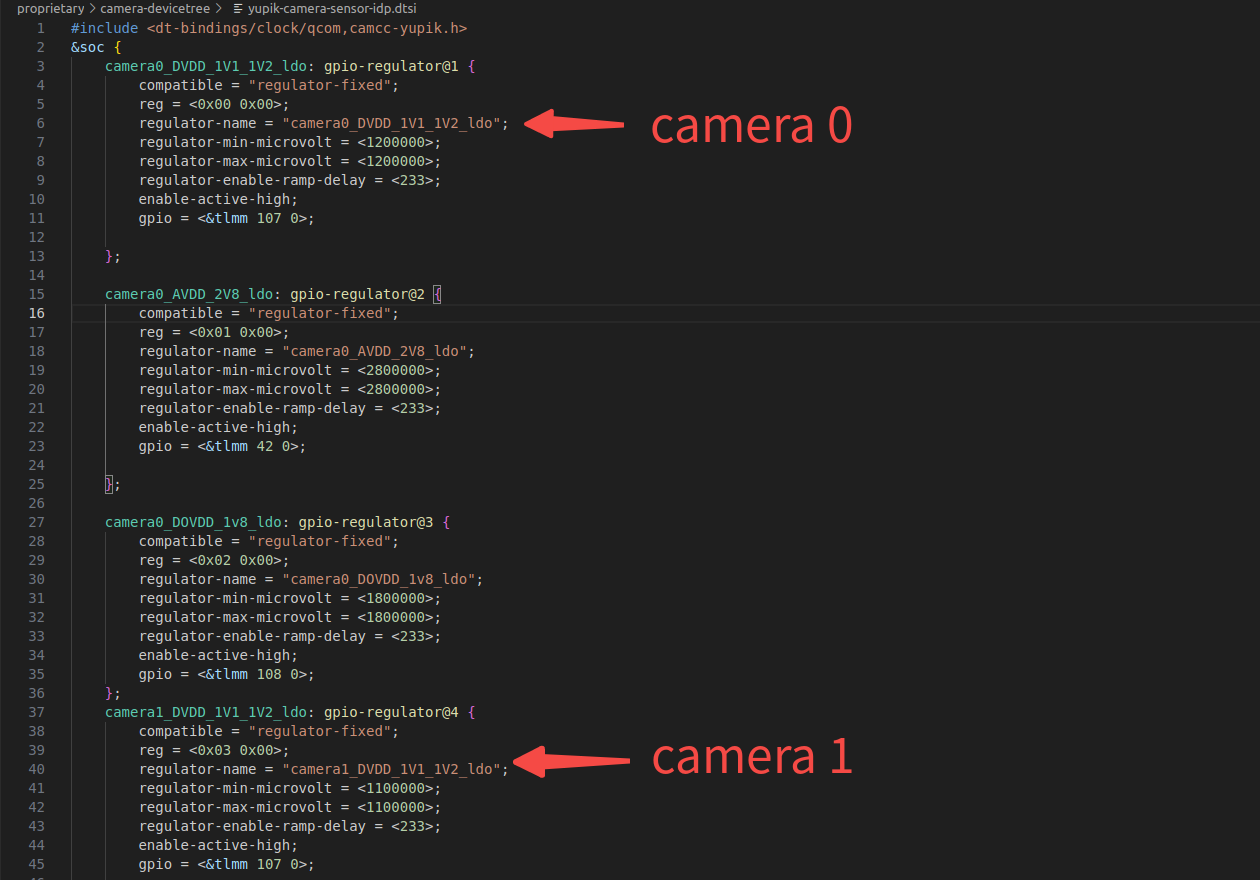 proprietary > camera-devicetree > yupik-camera-sensor-idp.dtsi
1 #include <dt-bindings/clock/qcom,camcc-yupik.h>
2 &soc {
3 camera0_DVDD_1V1_1V2_ldo: gpio-regulator@1 {
4 compatible = "regulator-fixed";
5 reg = <0x00 0x00>;
6 regulator-name = "camera0_DVDD_1V1_1V2_ldo"; camera 0
7 regulator-min-microvolt = <1200000>;
8 regulator-max-microvolt = <1200000>;
9 regulator-enable-ramp-delay = <233>;
10 enable-active-high;
11 gpio = <&tlmm 107 0>;
12
13 };
14
15 camera0_AVDD_2V8_ldo: gpio-regulator@2 {
16 compatible = "regulator-fixed";
17 reg = <0x01 0x00>;
18 regulator-name = "camera0_AVDD_2V8_ldo";
19 regulator-min-microvolt = <2800000>;
20 regulator-max-microvolt = <2800000>;
21 regulator-enable-ramp-delay = <233>;
22 enable-active-high;
23 gpio = <&tlmm 42 0>;
24
25 };
26
27 camera0_DOVDD_1v8_ldo: gpio-regulator@3 {
28 compatible = "regulator-fixed";
29 reg = <0x02 0x00>;
30 regulator-name = "camera0_DOVDD_1v8_ldo";
31 regulator-min-microvolt = <1800000>;
32 regulator-max-microvolt = <1800000>;
33 regulator-enable-ramp-delay = <233>;
34 enable-active-high;
35 gpio = <&tlmm 108 0>;
36 };
37 camera1_DVDD_1V1_1V2_ldo: gpio-regulator@4 {
38 compatible = "regulator-fixed";
39 reg = <0x03 0x00>;
40 regulator-name = "camera1_DVDD_1V1_1V2_ldo"; camera 1
41 regulator-min-microvolt = <1100000>;
42 regulator-max-microvolt = <1100000>;
43 regulator-enable-ramp-delay = <233>;
44 enable-active-high;
45 gpio = <&tlmm 107 0>;